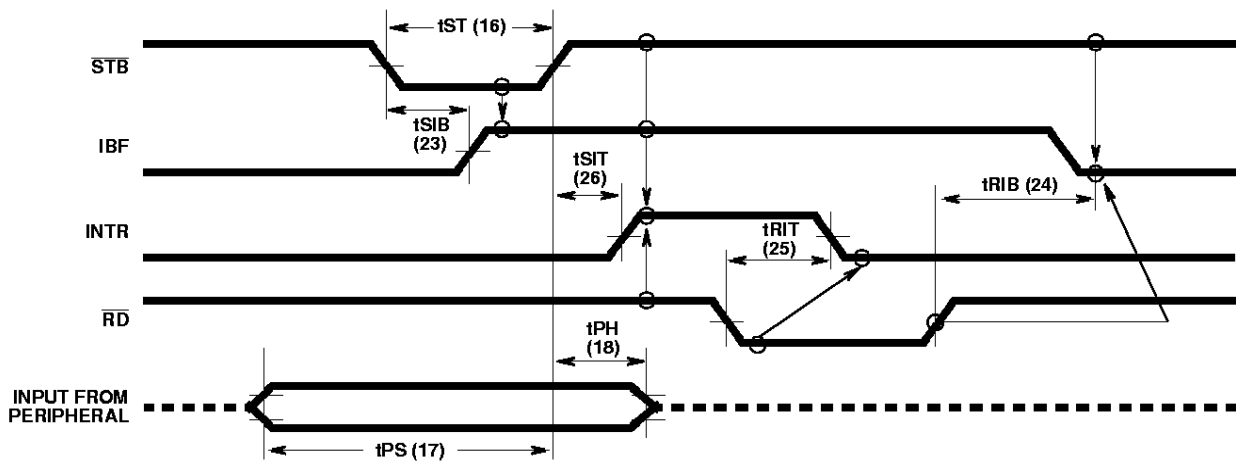 tST (16)
STB
tSIB
(23)
IBF
tSIT
(26)
tRIB (24)
INTR
tRIT
(25)
RD
tPH
(18)
INPUT FROM
PERIPHERAL
tPS (17)